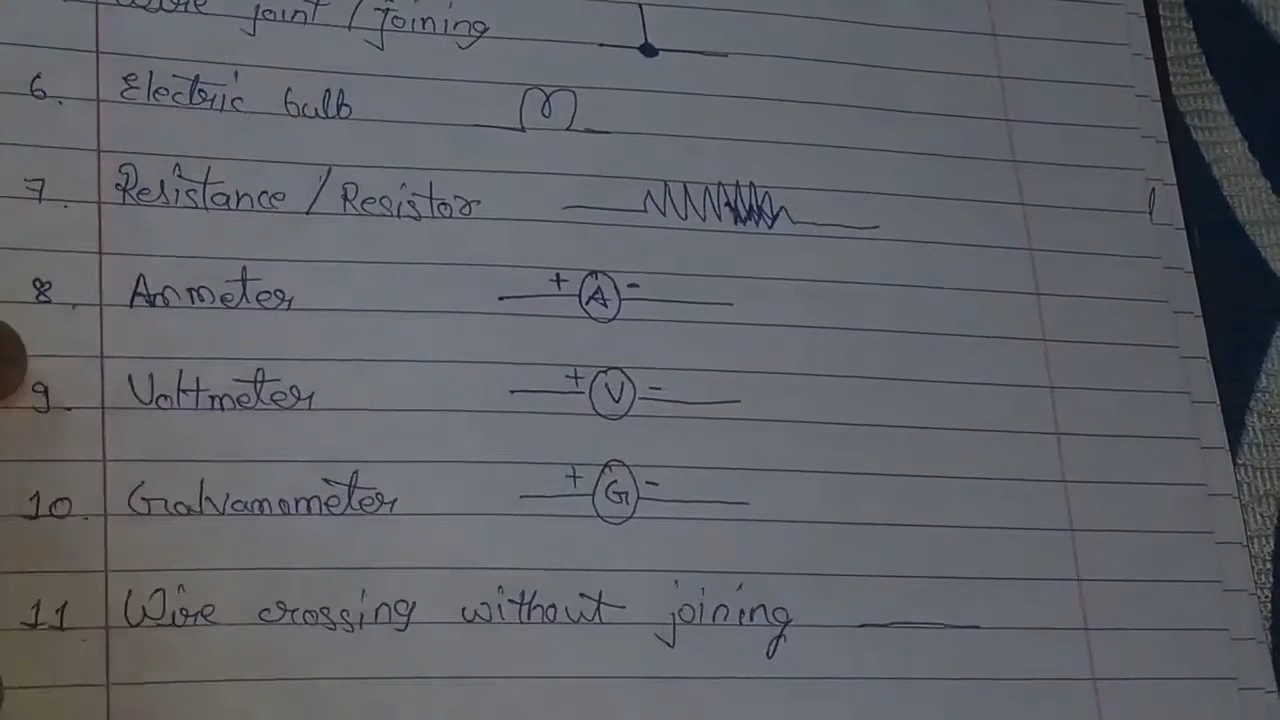 joint / joining
6. Electric bulb
7. Resistance / Resistor
8. Ammeter + A -
9. Voltmeter + V -
10. Galvanometer + G -
11 Wire crossing without joining